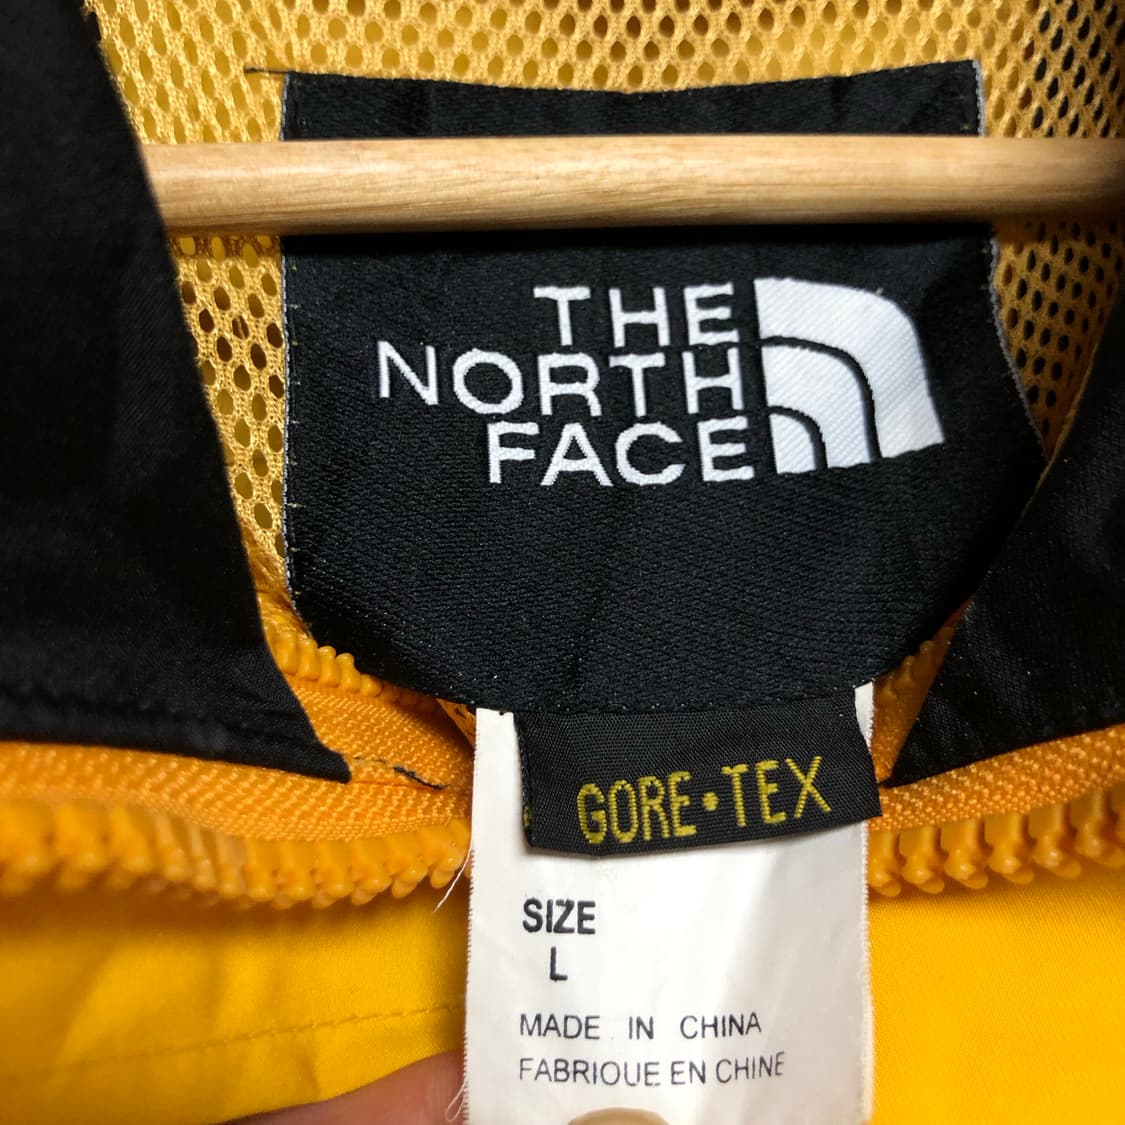 THE
NORTH
FACE
GORE•TEX
SIZE
L
MADE IN CHINA
FABRIOUE EN CHINE